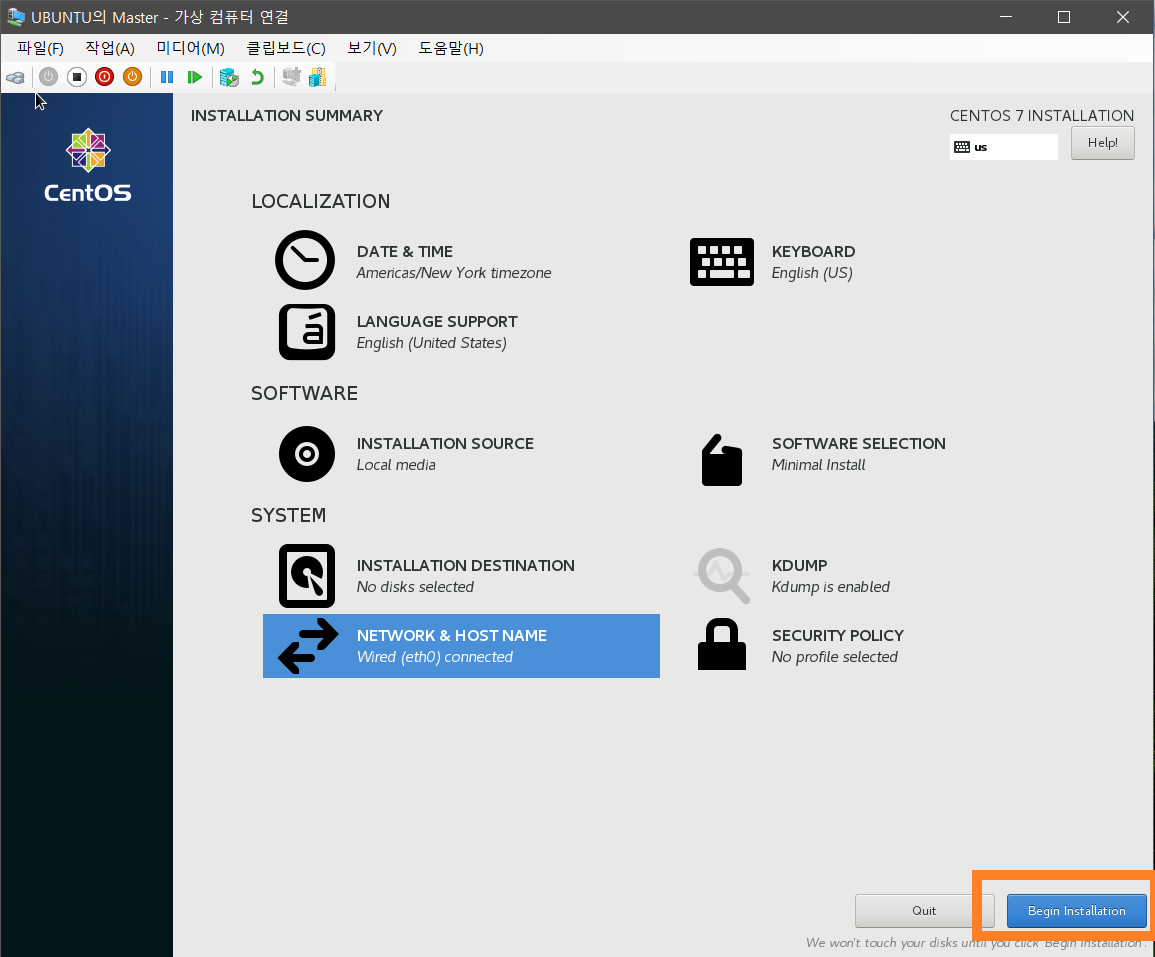 UBUNTU의 Master - 가상 컴퓨터 연결
파일(F) 작업(A) 미디어(M) 클립보드(C) 보기(V) 도움말(H)
CentOS
INSTALLATION SUMMARY
CENTOS 7 INSTALLATION
us
Help!
LOCALIZATION
DATE & TIME
Americas/New York timezone
KEYBOARD
English (US)
LANGUAGE SUPPORT
English (United States)
SOFTWARE
INSTALLATION SOURCE
Local media
SOFTWARE SELECTION
Minimal Install
SYSTEM
INSTALLATION DESTINATION
No disks selected
KDUMP
Kdump is enabled
NETWORK & HOST NAME
Wired (eth0) connected
SECURITY POLICY
No profile selected
Quit
Begin Installation
We won't touch your disks until you click 'Begin Installation'.